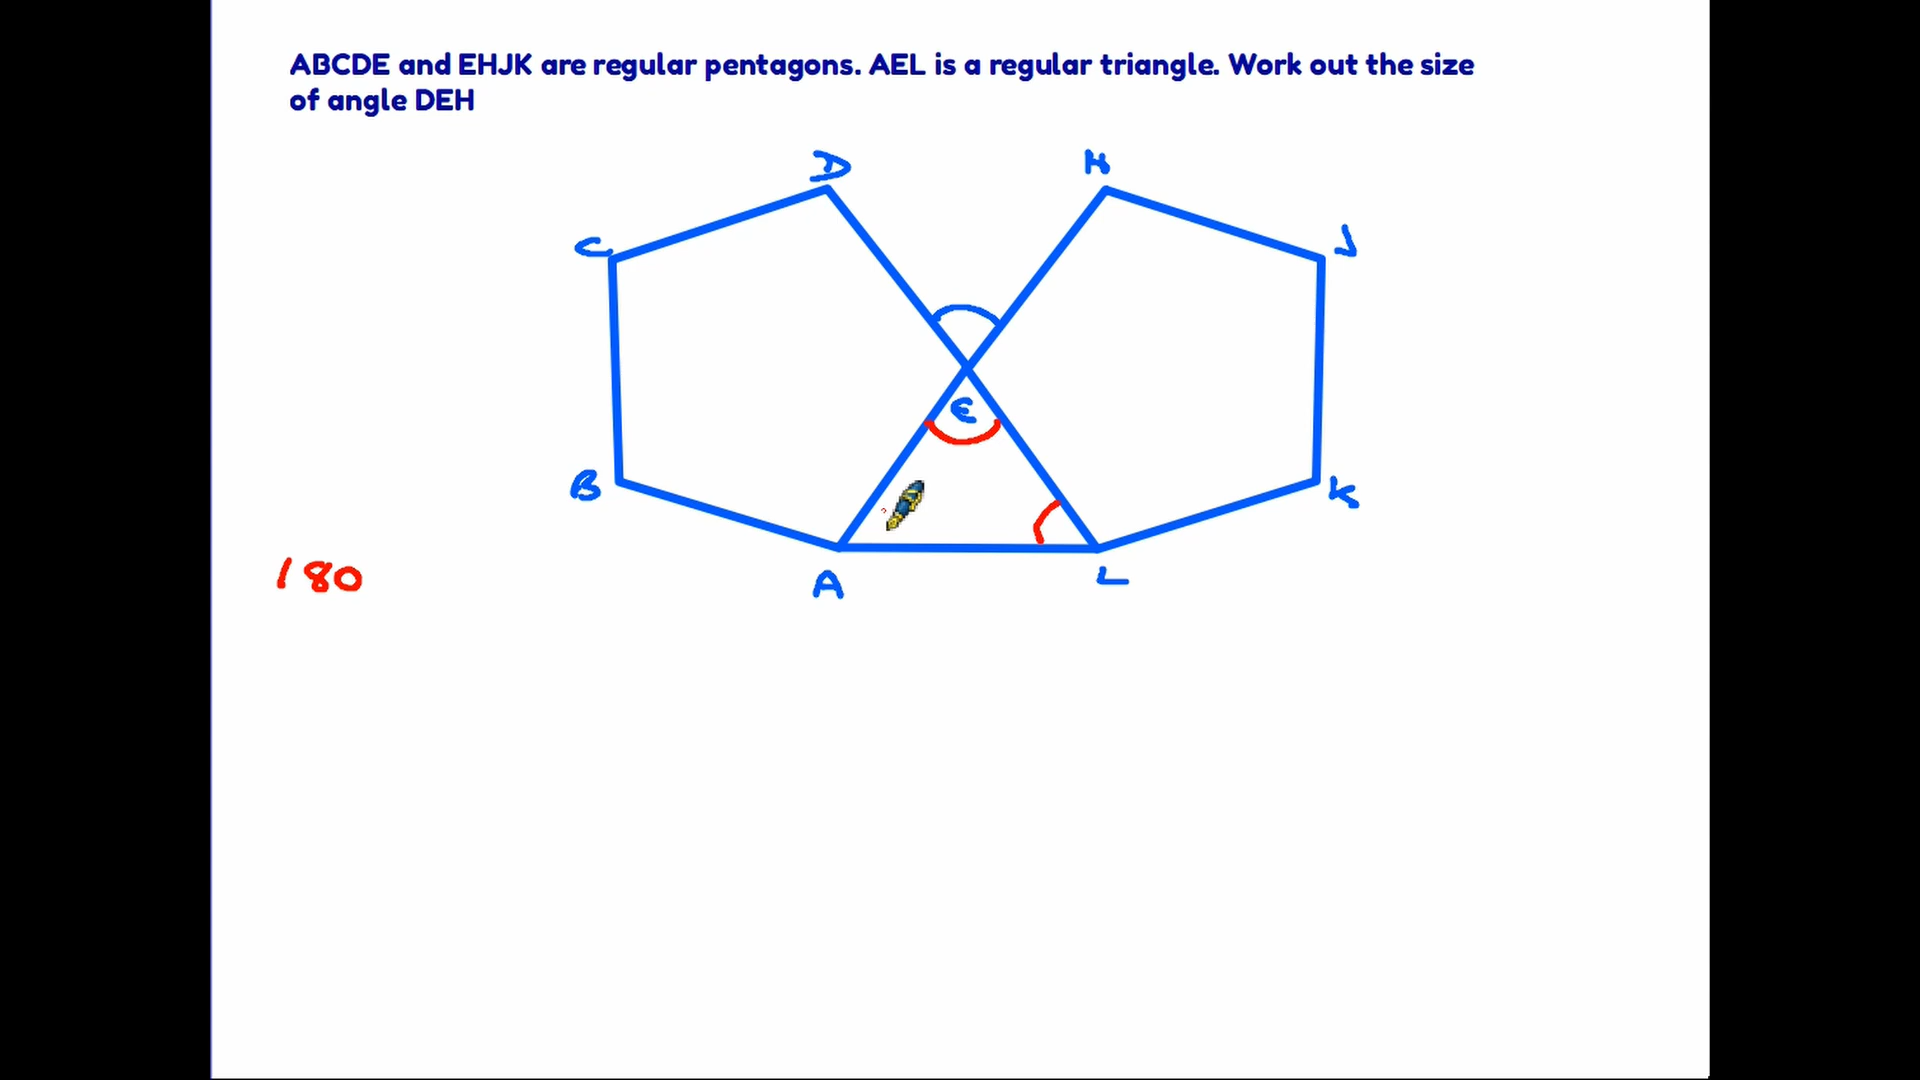 ABCDE and EHJK are regular pentagons. AEL is a regular triangle. Work out the size
of angle DEH
D
H
C
J
E
B
K
180
A
L